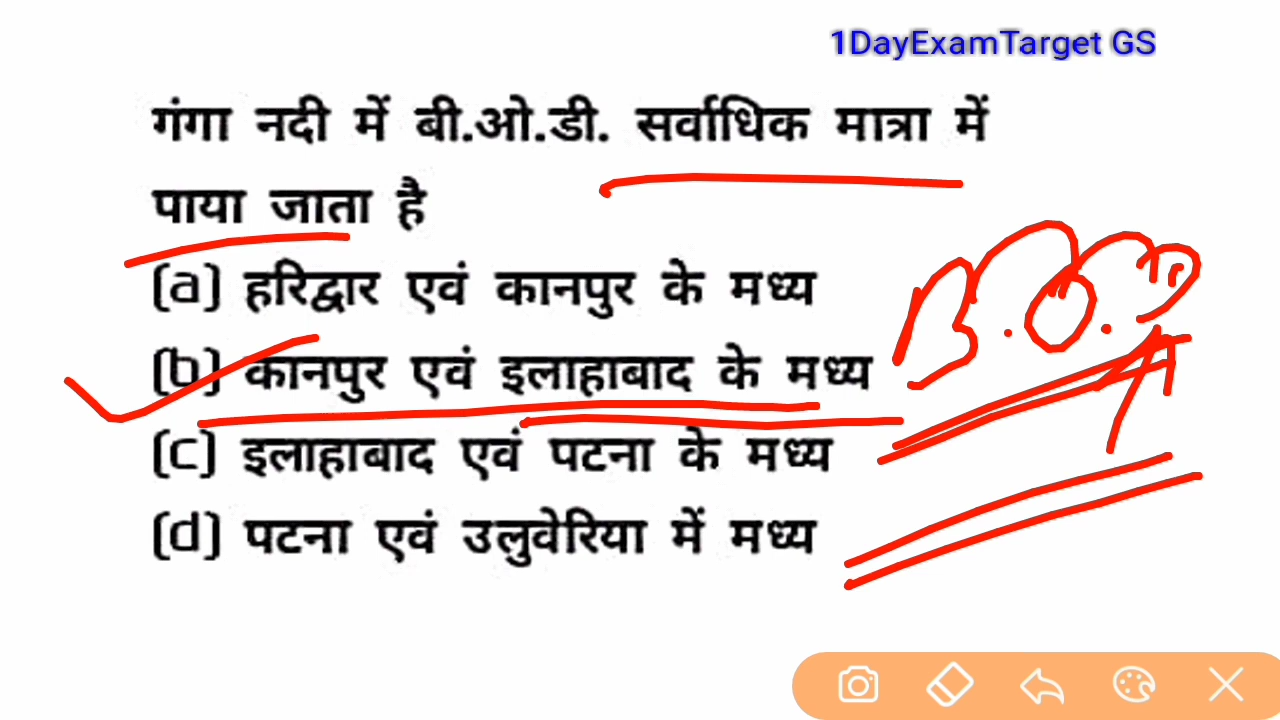 1DayExamTarget GS
गंगा नदी में बी.ओ.डी. सर्वाधिक मात्रा में
पाया जाता है
(a) हरिद्वार एवं कानपुर के मध्य
B.O.D
(b) कानपुर एवं इलाहाबाद के मध्य
(c) इलाहाबाद एवं पटना के मध्य
(d) पटना एवं उलुवेरिया में मध्य